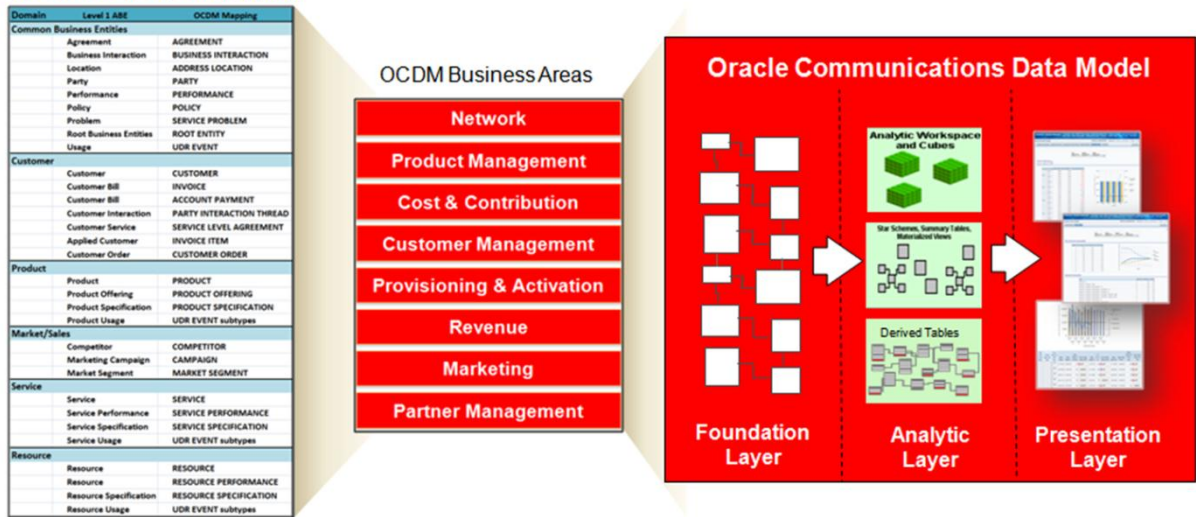 Domain Level 1 ABE OCDM Mapping
Common Business Entities
Agreement AGREEMENT
Business Interaction BUSINESS INTERACTION
Location ADDRESS LOCATION
Party PARTY
Performance PERFORMANCE
Policy POLICY
Problem SERVICE PROBLEM
Root Business Entities ROOT ENTITY
Usage UDR EVENT
Customer
Customer CUSTOMER
Customer Bill INVOICE
Customer Bill ACCOUNT PAYMENT
Customer Interaction PARTY INTERACTION THREAD
Customer Service SERVICE LEVEL AGREEMENT
Applied Customer INVOICE ITEM
Customer Order CUSTOMER ORDER
Product
Product PRODUCT
Product Offering PRODUCT OFFERING
Product Specification PRODUCT SPECIFICATION
Product Usage UDR EVENT subtypes
Market/Sales
Competitor COMPETITOR
Marketing Campaign CAMPAIGN
Market Segment MARKET SEGMENT
Service
Service SERVICE
Service Performance SERVICE PERFORMANCE
Service Specification SERVICE SPECIFICATION
Service Usage UDR EVENT subtypes
Resource
Resource RESOURCE
Resource RESOURCE PERFORMANCE
Resource Specification RESOURCE SPECIFICATION
Resource Usage UDR EVENT subtypes
OCDM Business Areas
Network
Product Management
Cost & Contribution
Customer Management
Provisioning & Activation
Revenue
Marketing
Partner Management
Oracle Communications Data Model
Analytic Workspace
and Cubes
Star Schemes, Summary Tables,
Materialized Views
Derived Tables
Foundation
Layer
Analytic
Layer
Presentation
Layer